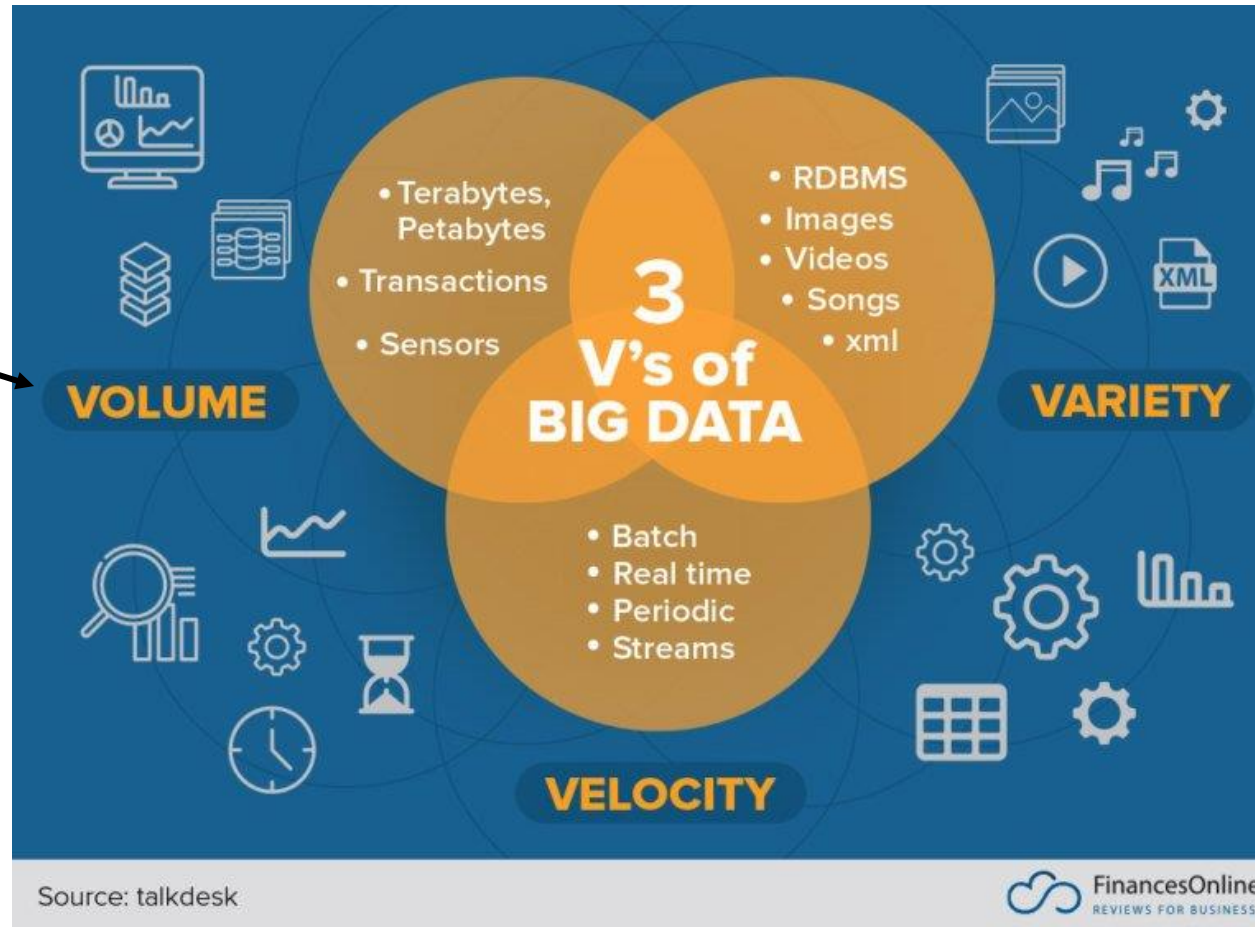 • Terabytes,
Petabytes
• Transactions
• Sensors
• RDBMS
• Images
• Videos
• Songs
• xml
3
V's of
BIG DATA
VOLUME
VARIETY
XML
• Batch
• Real time
• Periodic
• Streams
VELOCITY
Source: talkdesk
FinancesOnline
REVIEWS FOR BUSINESS